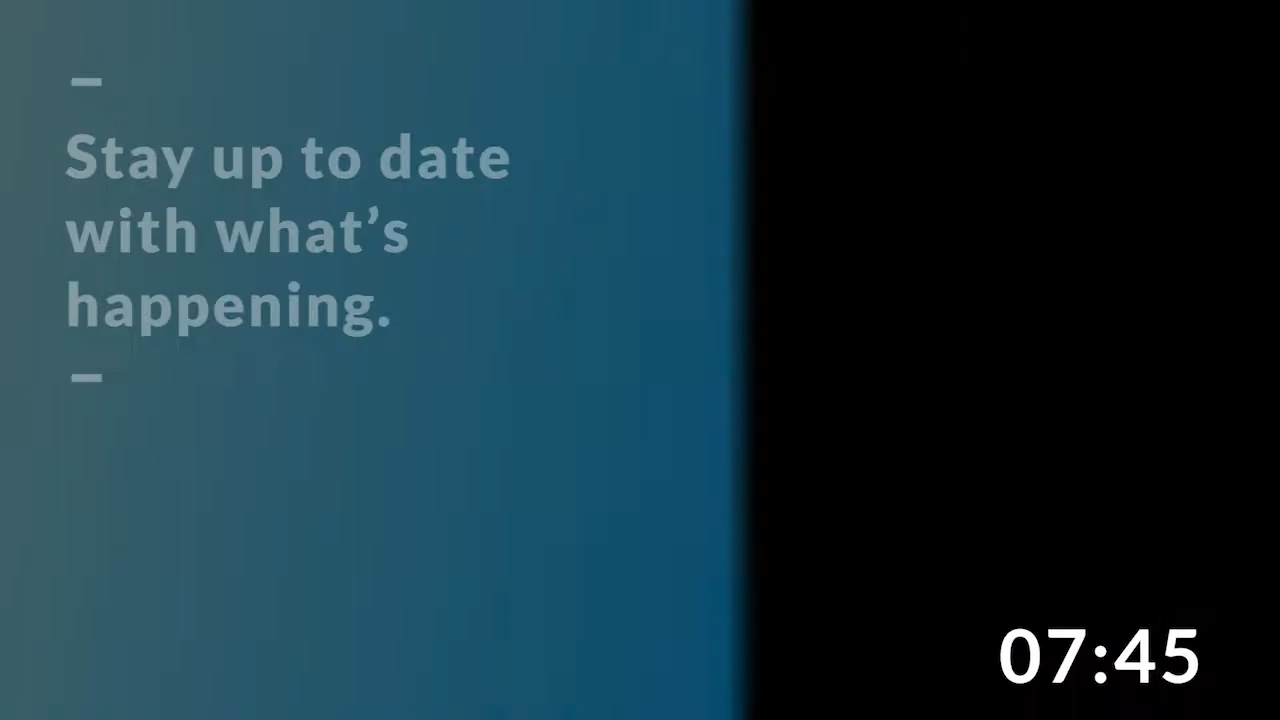 –
Stay up to date
with what’s
happening.
–
07:45